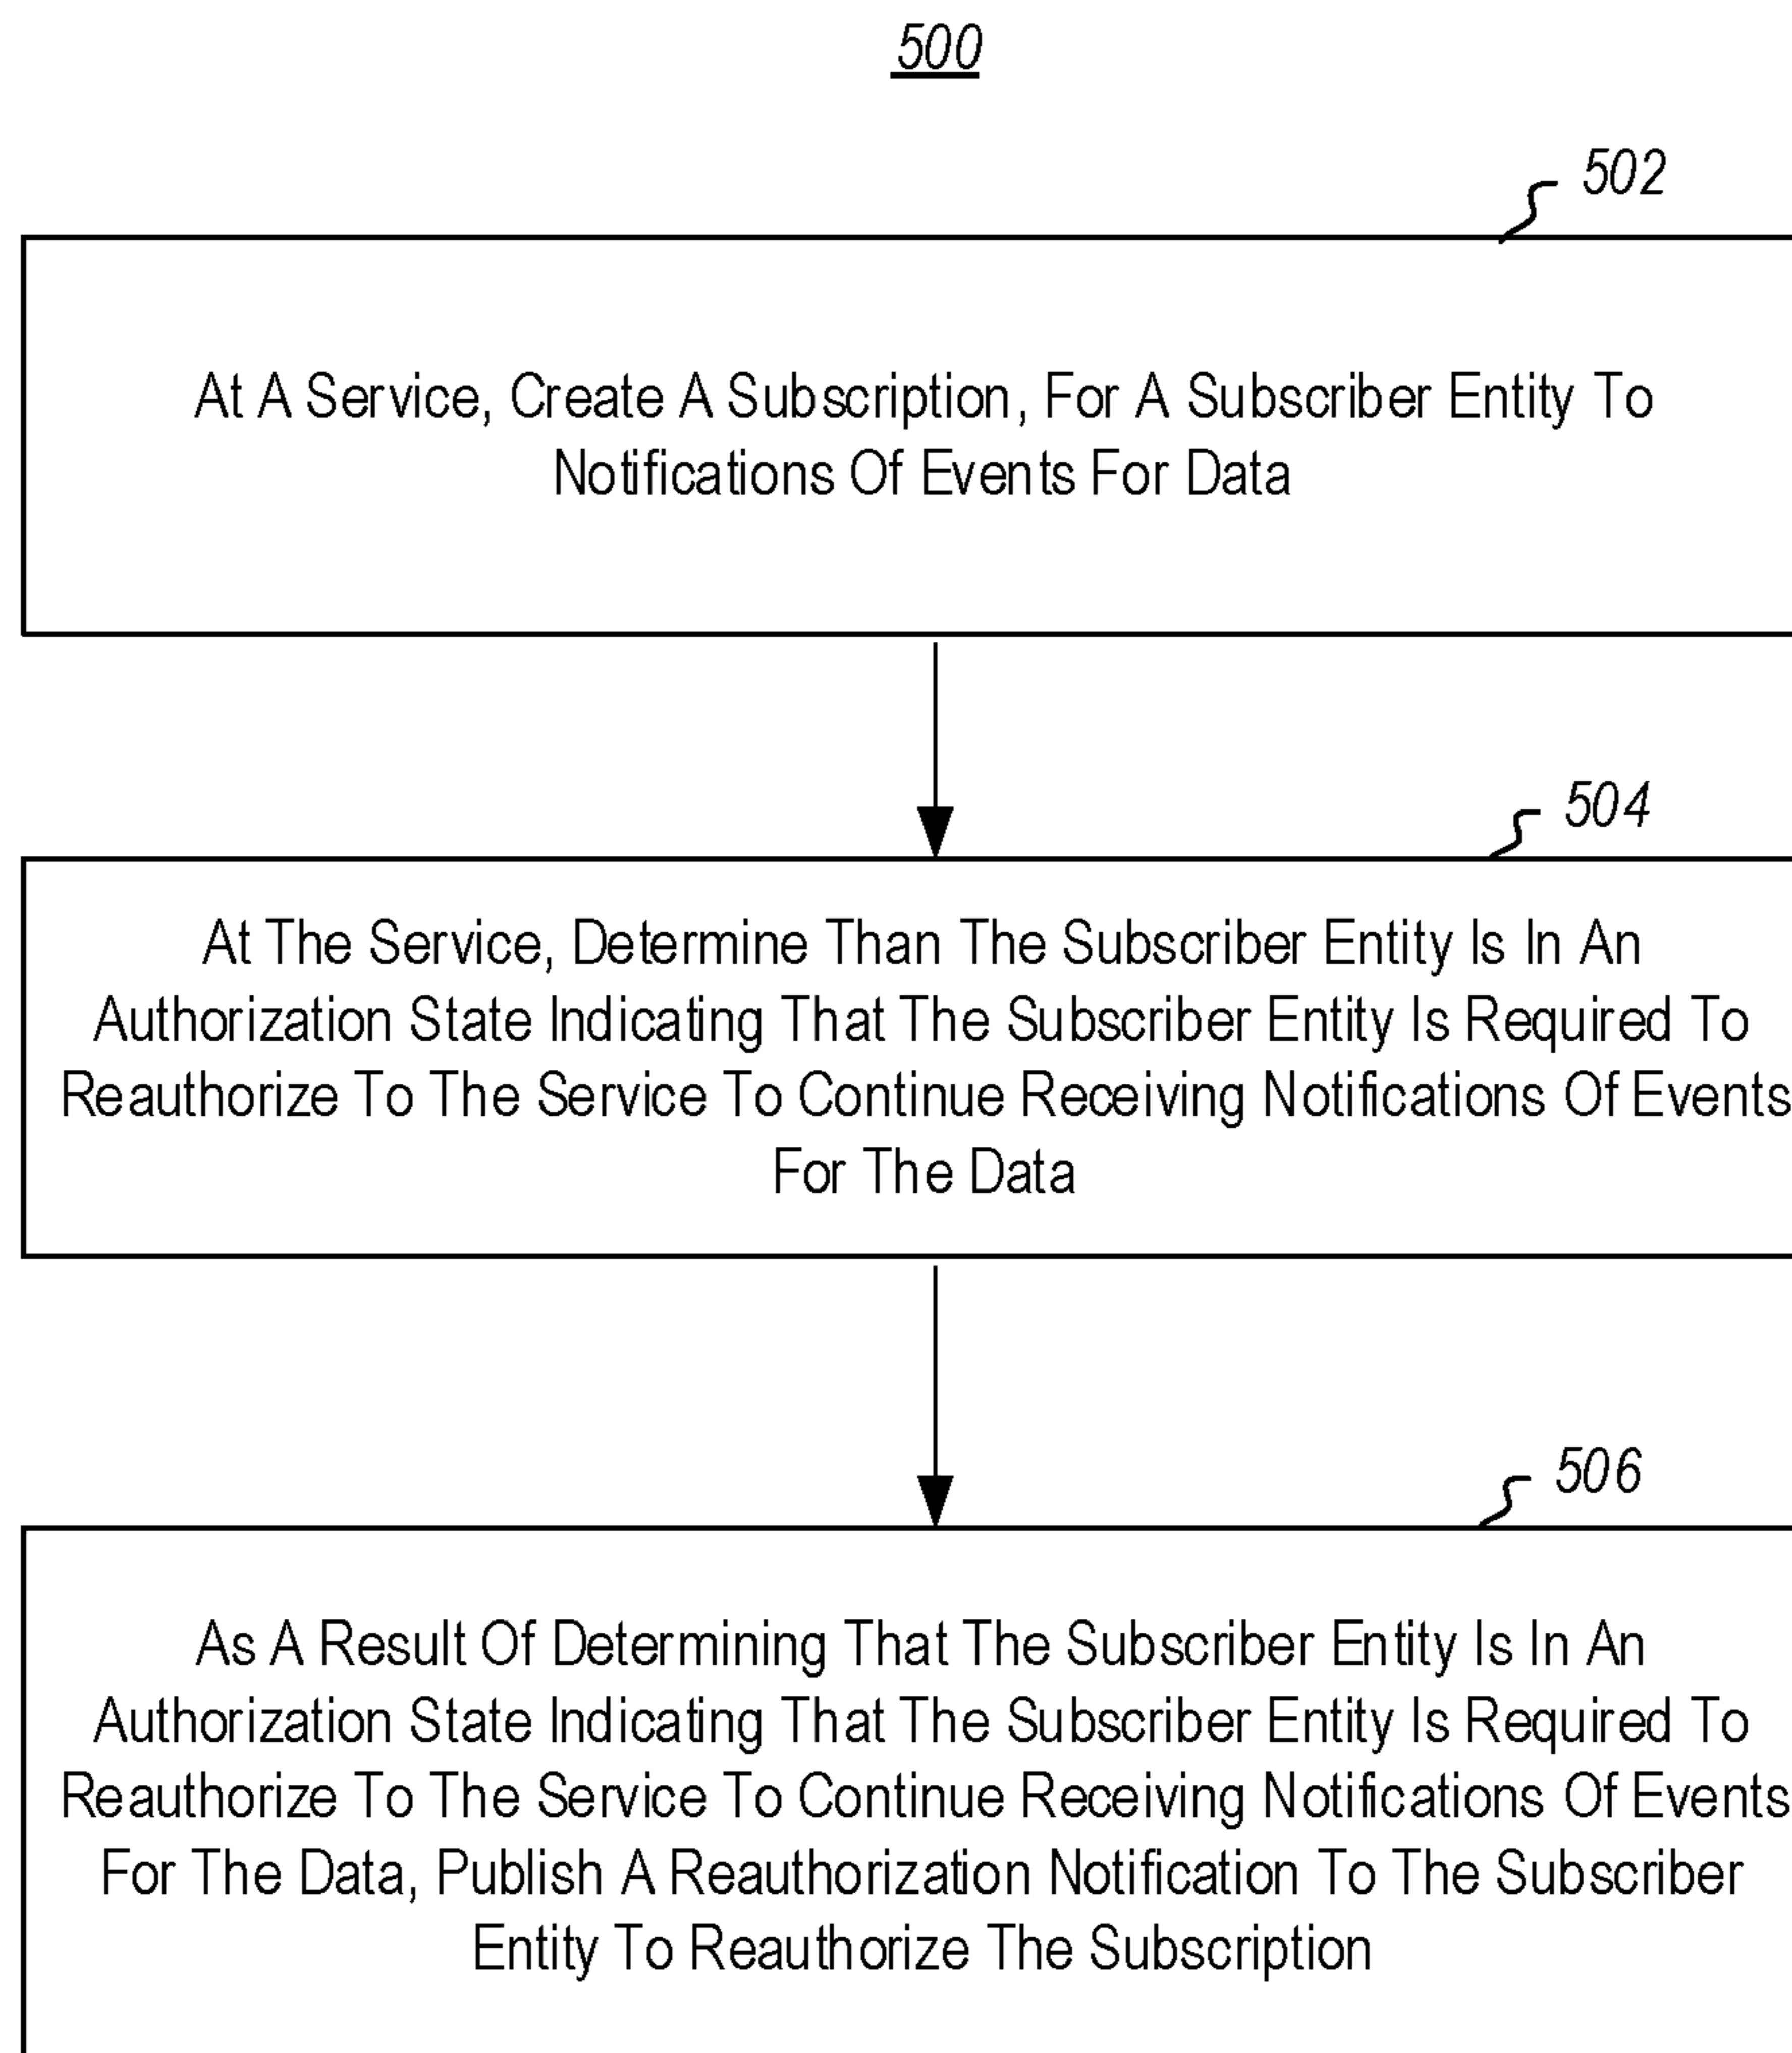 500
502
At A Service, Create A Subscription, For A Subscriber Entity To
Notifications Of Events For Data
504
At The Service, Determine Than The Subscriber Entity Is In An
Authorization State Indicating That The Subscriber Entity Is Required To
Reauthorize To The Service To Continue Receiving Notifications Of Events
For The Data
506
As A Result Of Determining That The Subscriber Entity Is In An
Authorization State Indicating That The Subscriber Entity Is Required To
Reauthorize To The Service To Continue Receiving Notifications Of Events
For The Data, Publish A Reauthorization Notification To The Subscriber
Entity To Reauthorize The Subscription